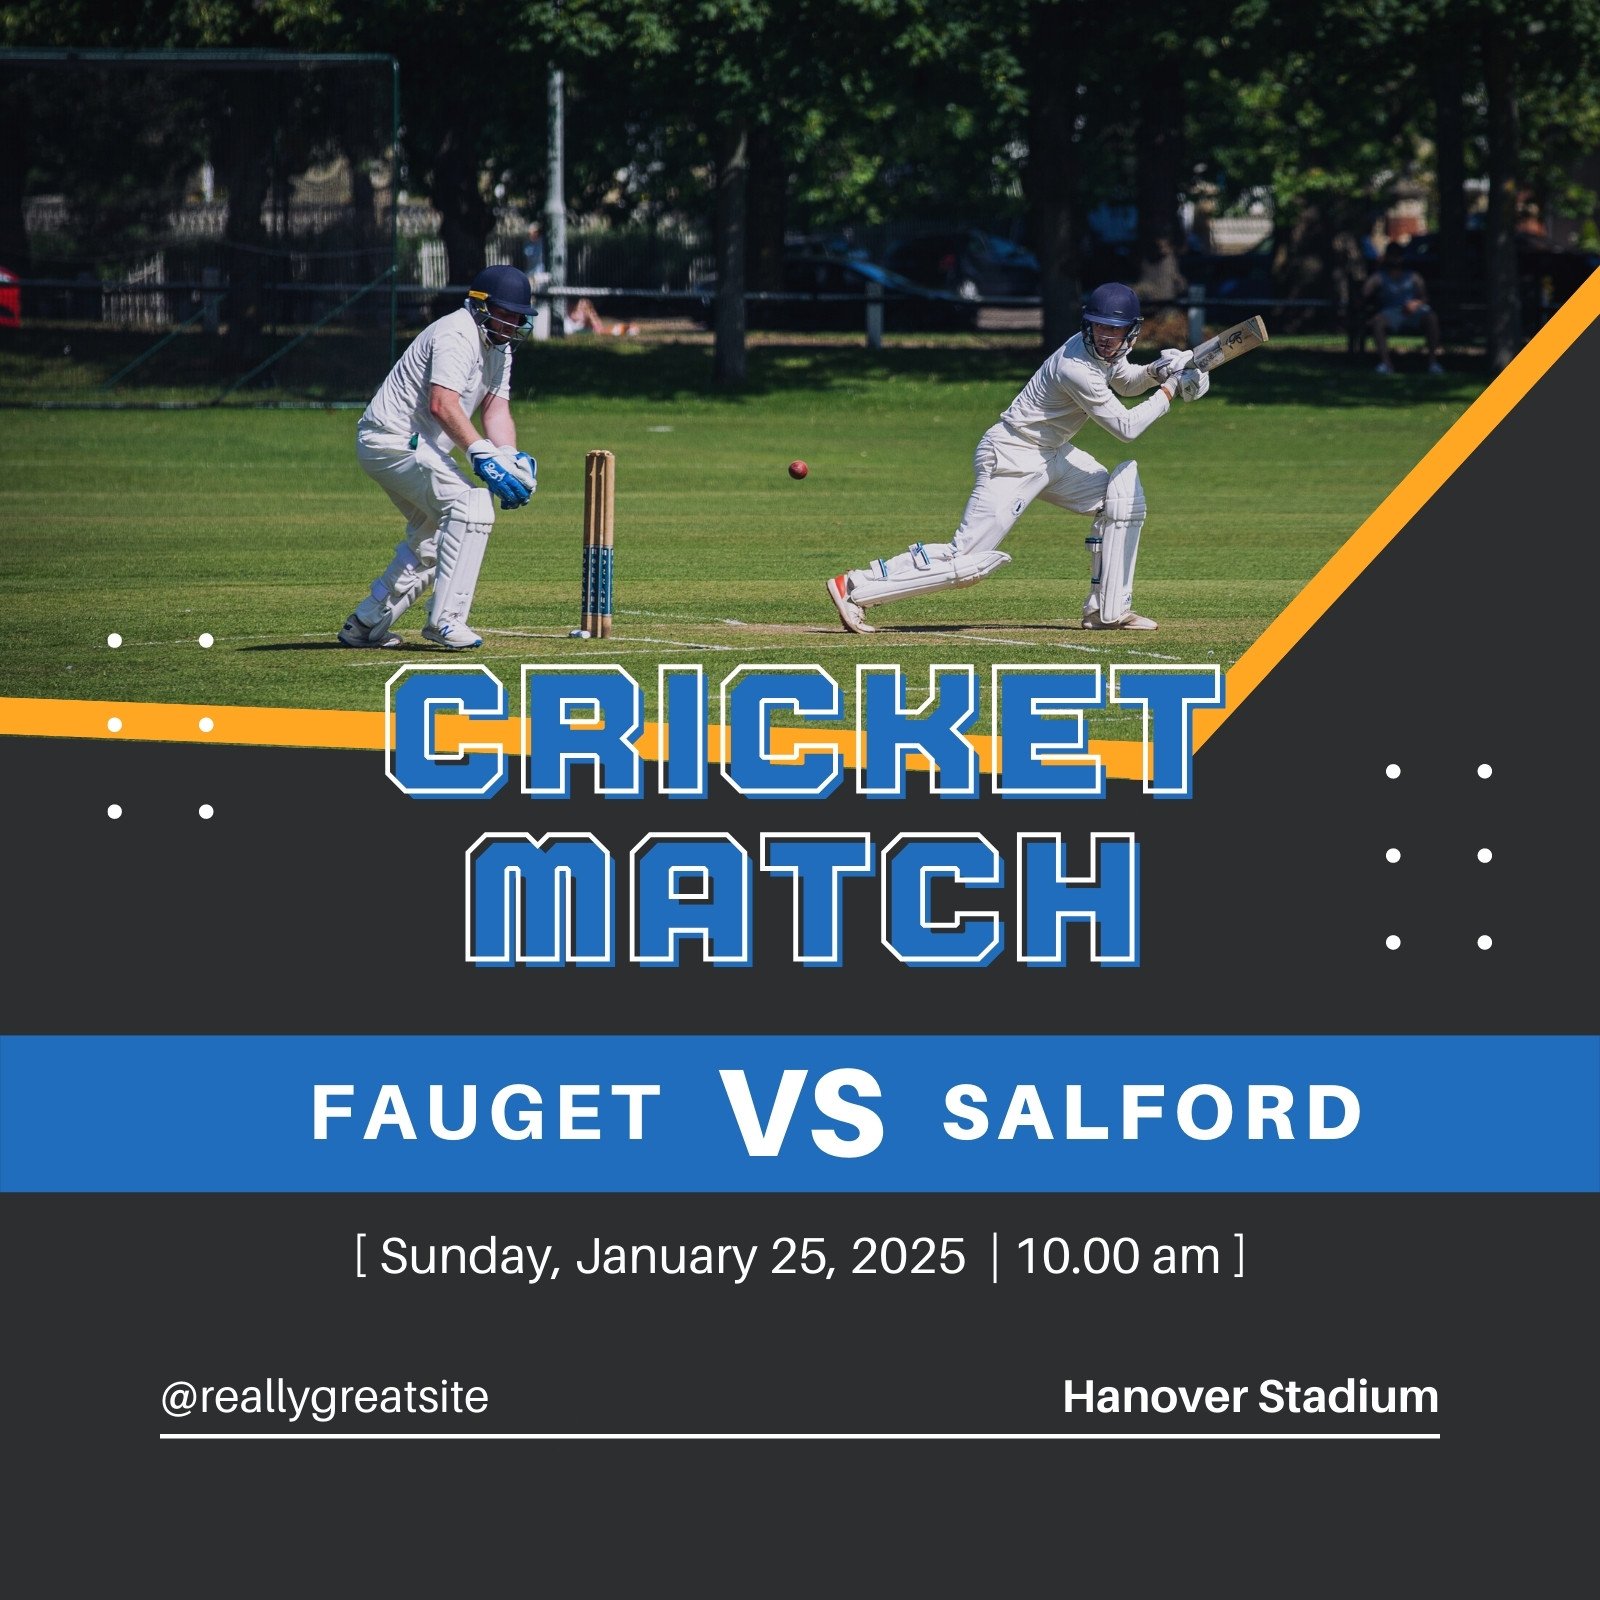 CRICKET
MATCH
FAUGET VS SALFORD
[ Sunday, January 25, 2025 | 10.00 am ]
@reallygreatsite
Hanover Stadium